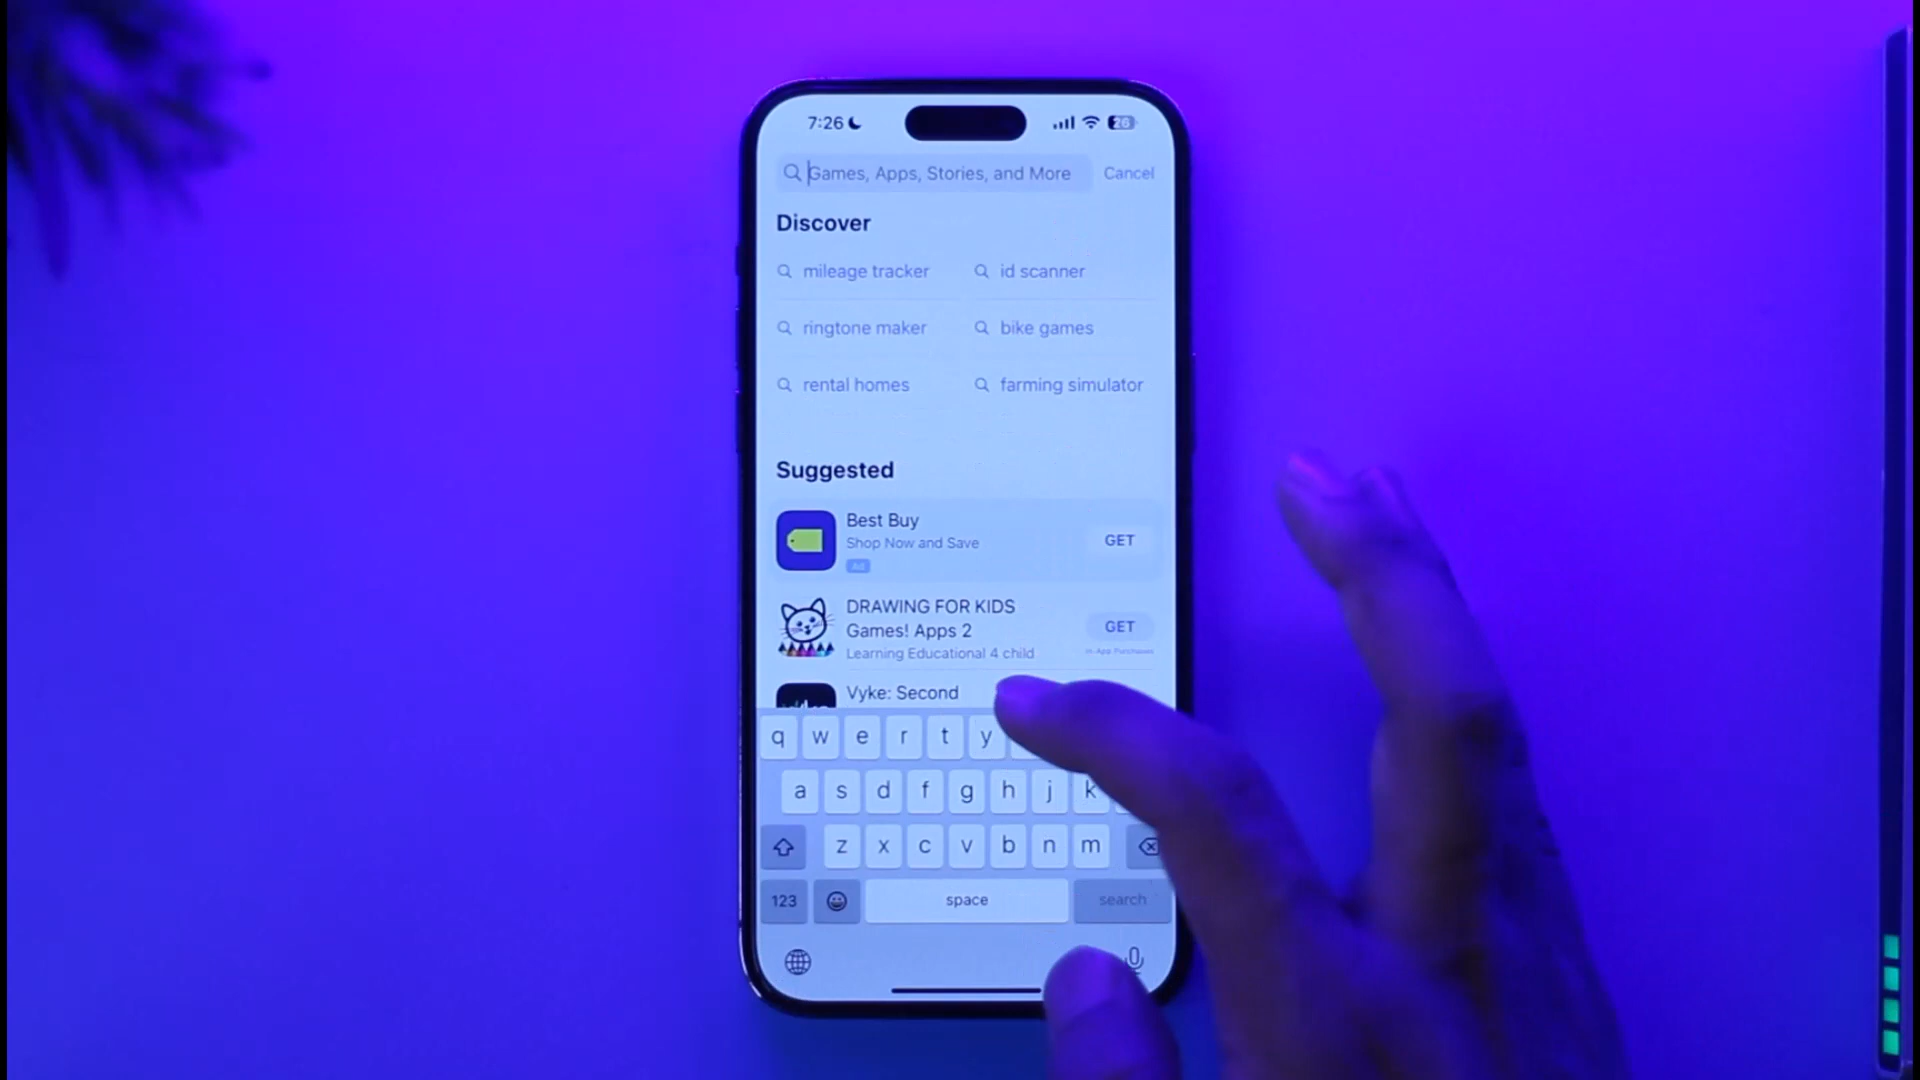 7:26
26
Games, Apps, Stories, and More
Cancel
Discover
mileage tracker
id scanner
ringtone maker
bike games
rental homes
farming simulator
Suggested
Best Buy
Shop Now and Save
Ad
GET
DRAWING FOR KIDS
Games! Apps 2
Learning Educational 4 child
GET
In-App Purchases
Vyke: Second
q w e r t y
a s d f g h j k
z x c v b n m
123
space
search